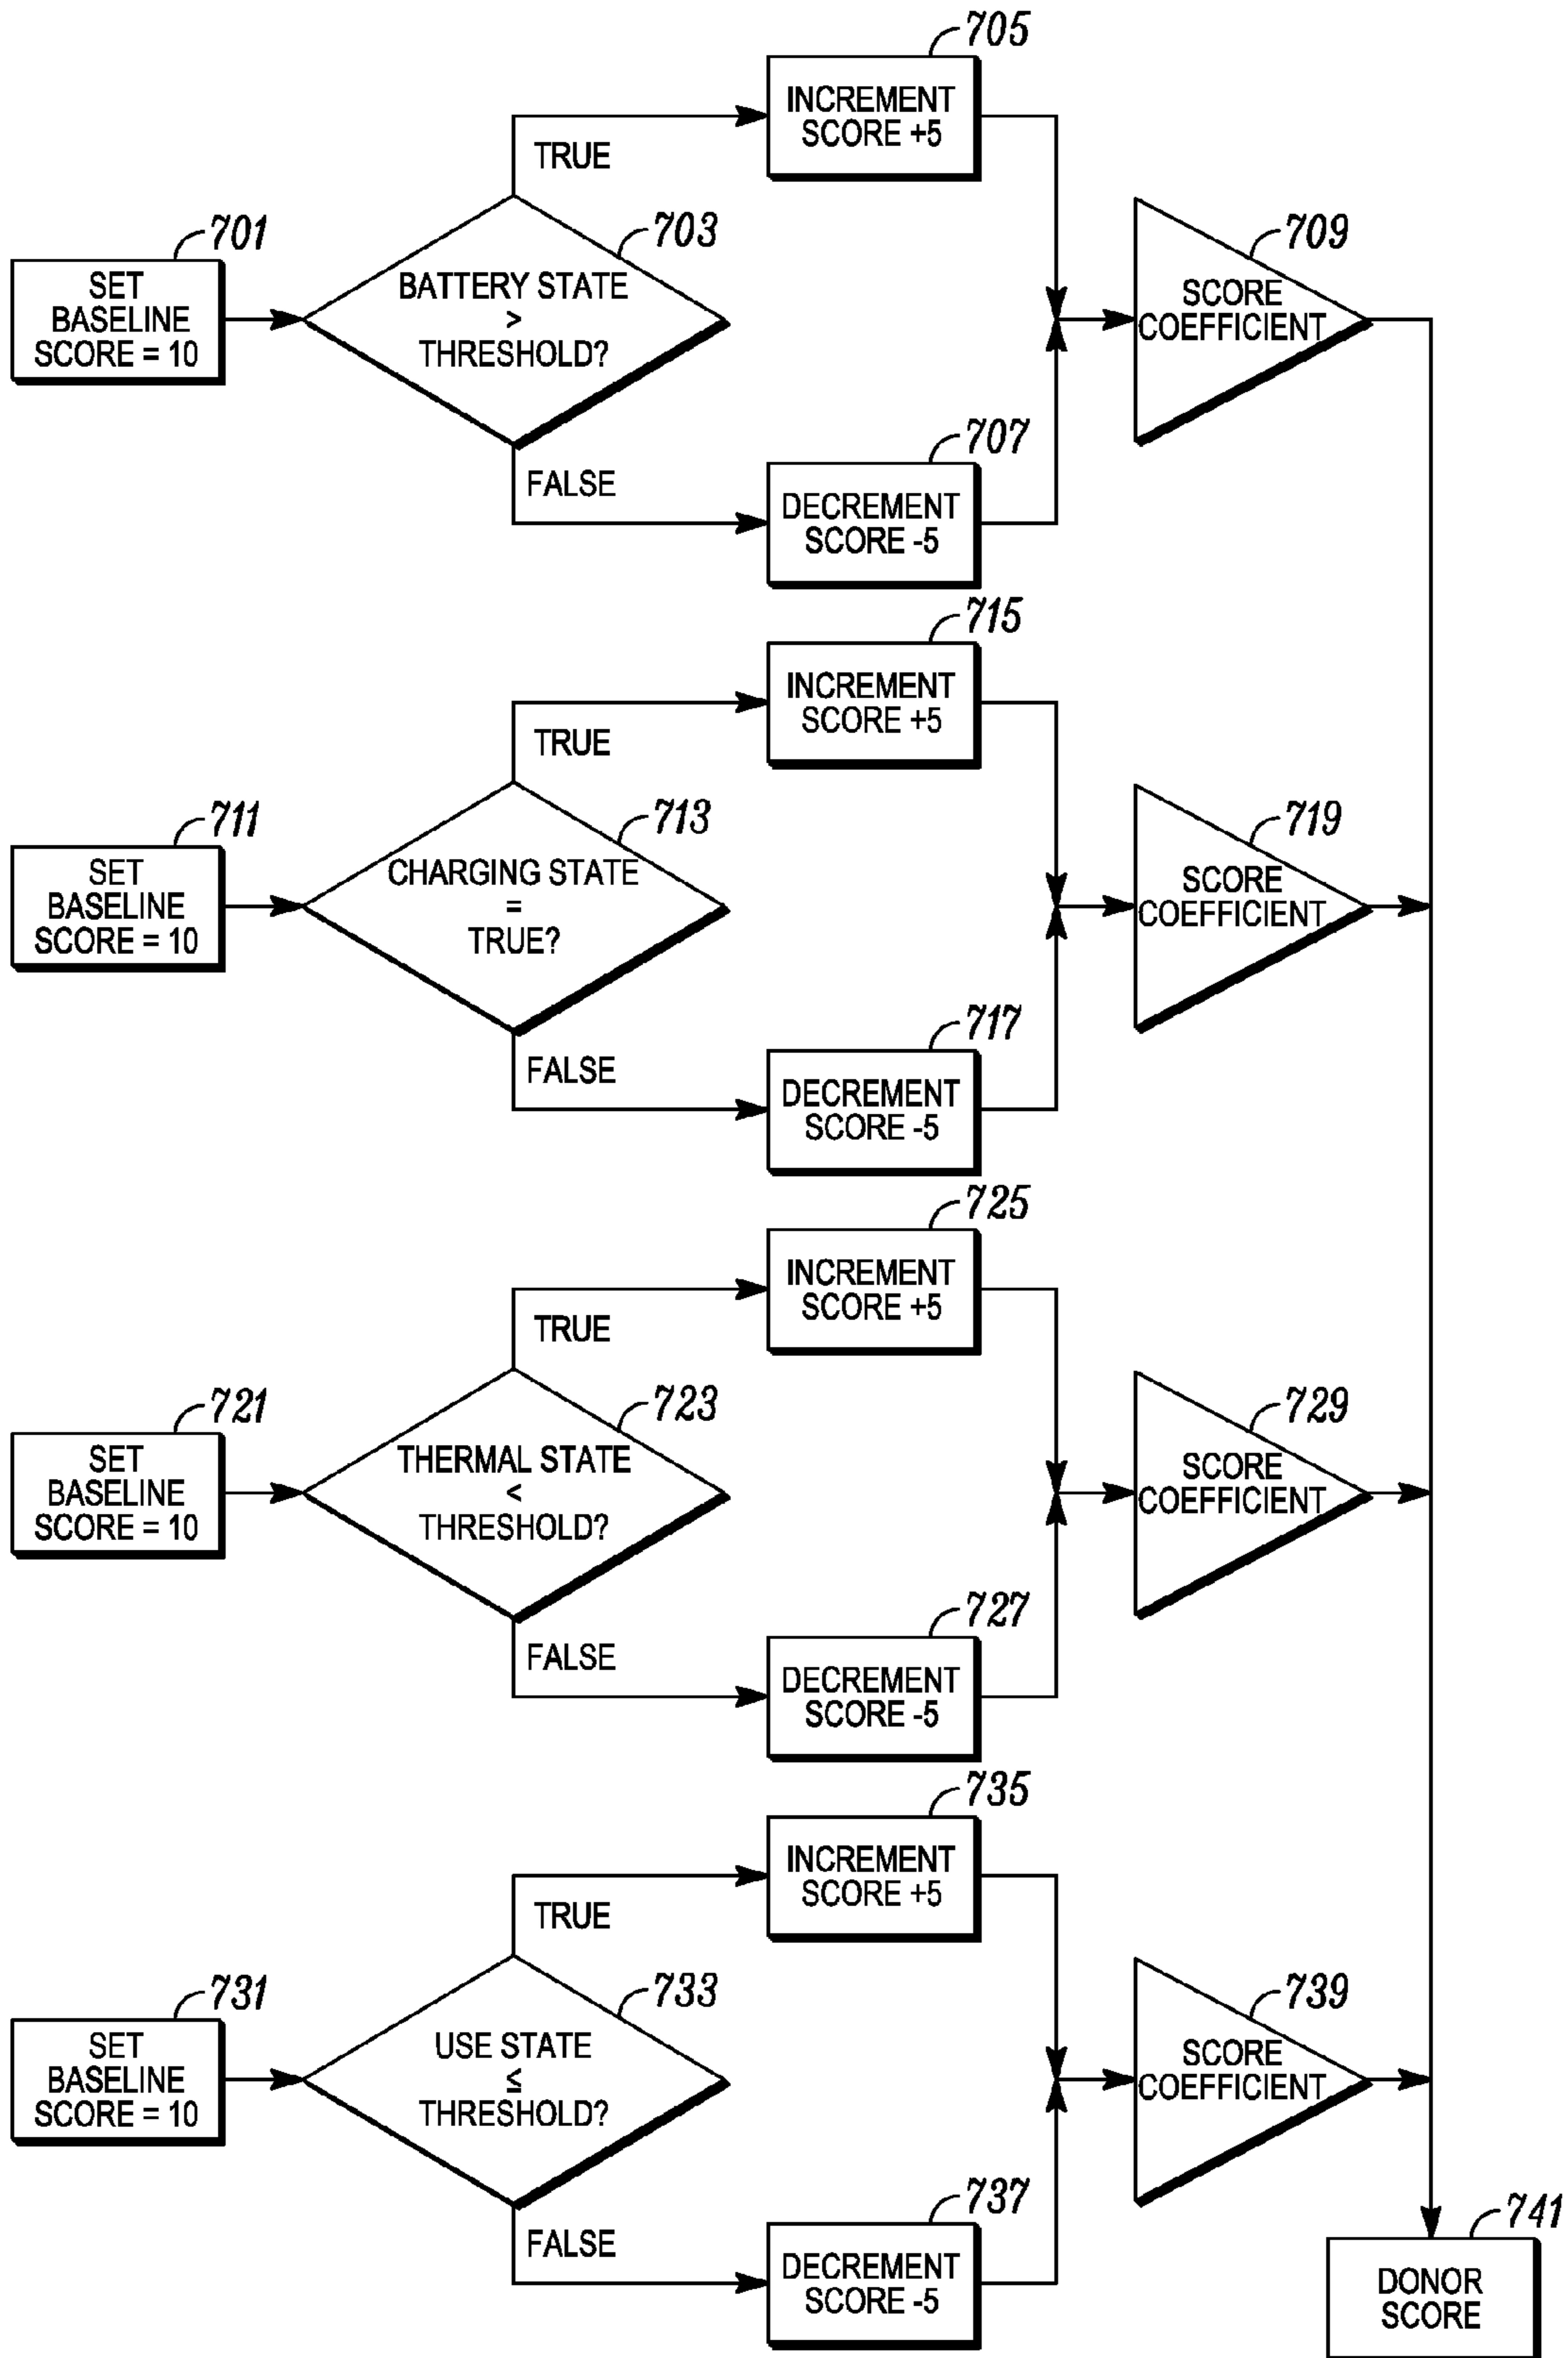 705
INCREMENT
SCORE +5
TRUE
701
SET
BASELINE
SCORE = 10
703
BATTERY STATE
>
THRESHOLD?
709
SCORE
COEFFICIENT
707
FALSE
DECREMENT
SCORE -5
715
INCREMENT
SCORE +5
TRUE
711
SET
BASELINE
SCORE = 10
713
CHARGING STATE
=
TRUE?
719
SCORE
COEFFICIENT
717
FALSE
DECREMENT
SCORE -5
725
INCREMENT
SCORE +5
TRUE
721
SET
BASELINE
SCORE = 10
723
THERMAL STATE
<
THRESHOLD?
729
SCORE
COEFFICIENT
727
FALSE
DECREMENT
SCORE -5
735
INCREMENT
SCORE +5
TRUE
731
SET
BASELINE
SCORE = 10
733
USE STATE
≤
THRESHOLD?
739
SCORE
COEFFICIENT
737
FALSE
DECREMENT
SCORE -5
741
DONOR
SCORE